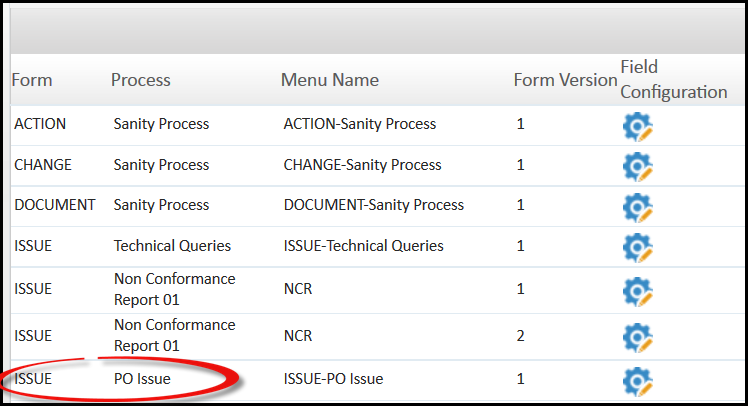 Form Process Menu Name Form Version Field Configuration
ACTION Sanity Process ACTION-Sanity Process 1
CHANGE Sanity Process CHANGE-Sanity Process 1
DOCUMENT Sanity Process DOCUMENT-Sanity Process 1
ISSUE Technical Queries ISSUE-Technical Queries 1
ISSUE Non Conformance Report 01 NCR 1
ISSUE Non Conformance Report 01 NCR 2
ISSUE PO Issue ISSUE-PO Issue 1